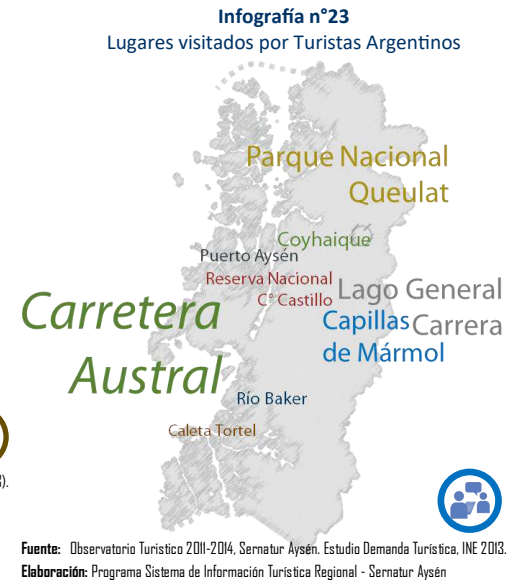 Infografía n°23
Lugares visitados por Turistas Argentinos
Parque Nacional
Queulat
Coyhaique
Puerto Aysén
Reserva Nacional
C° Castillo
Lago General
Carrera
Capillas
de Mármol
Carretera
Austral
Río Baker
Caleta Tortel
).
Fuente: Observatorio Turistico 2011-2014, Sernatur Aysén. Estudio Demanda Turística, INE 2013.
Elaboración: Programa Sistema de Información Turística Regional - Sernatur Aysén